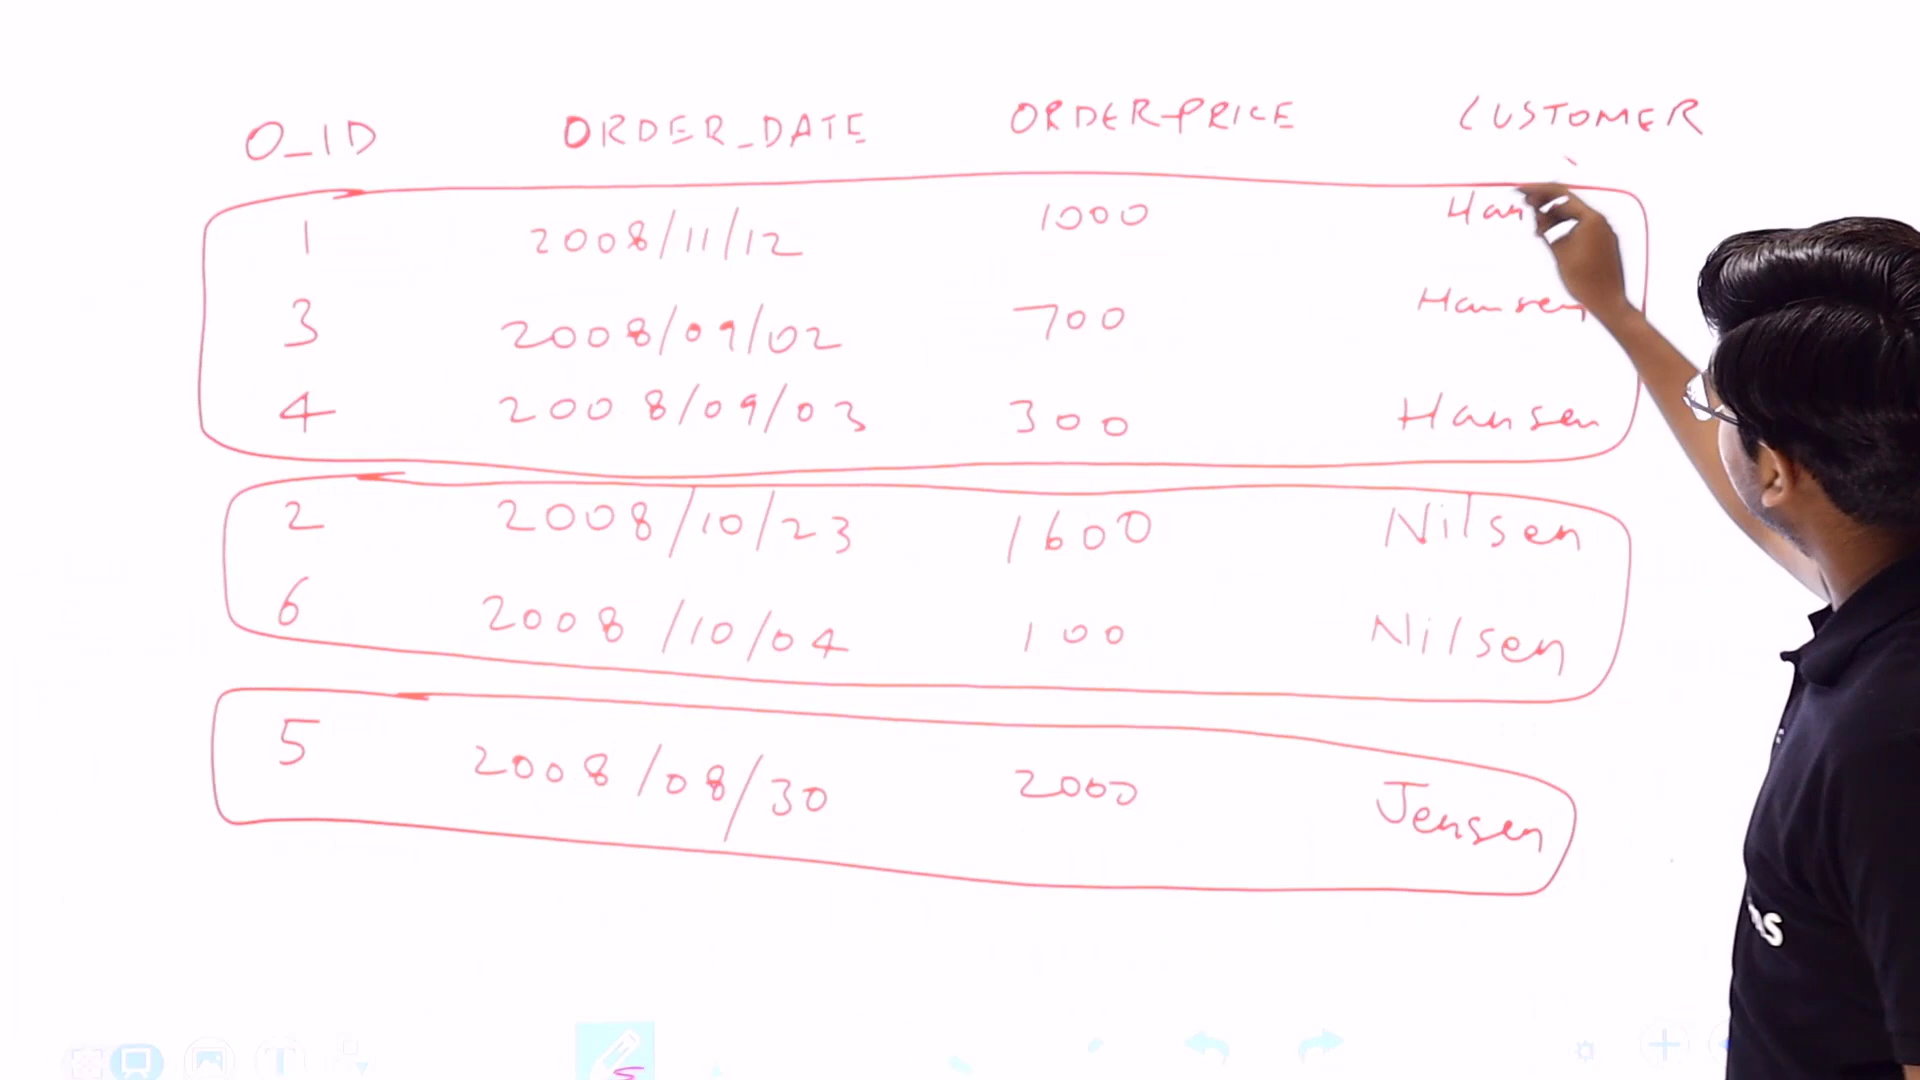 O_ID ORDER_DATE ORDER-PRICE CUSTOMER
1 2008/11/12 1000
3 2008/09/02 700 Hansen
4 2008/09/03 300 Hansen
2 2008/10/23 1600 Nilsen
6 2008/10/04 100 Nilsen
5 2008/08/30 2000 Jensen